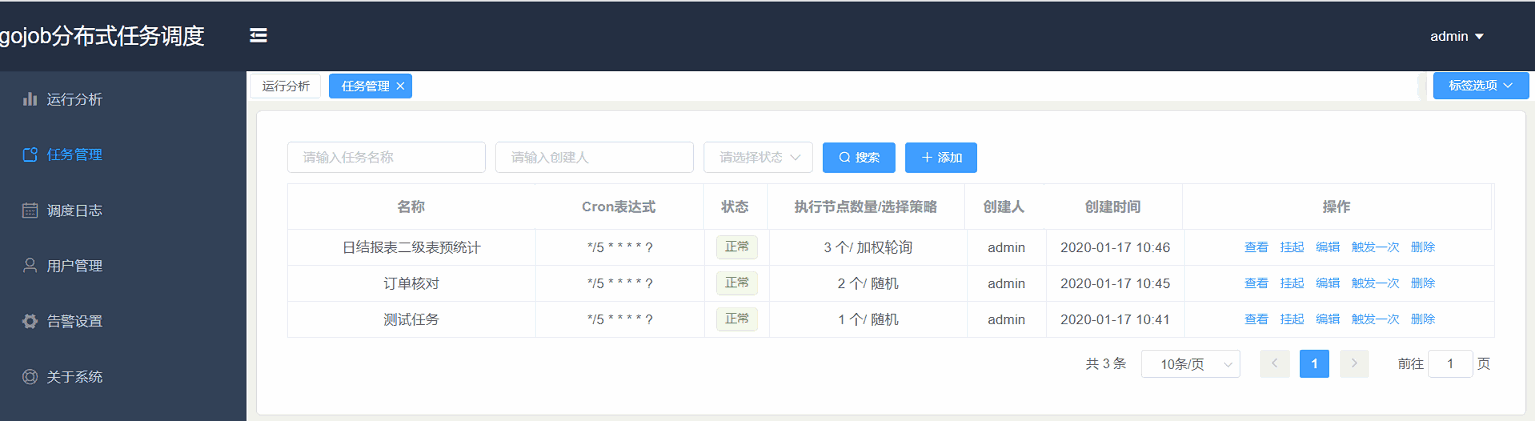 gojob分布式任务调度
admin
运行分析
任务管理
调度日志
用户管理
告警设置
关于系统
运行分析 任务管理 ×
标签选项
请输入任务名称 请输入创建人 请选择状态 搜索 + 添加
名称 Cron表达式 状态 执行节点数量/选择策略 创建人 创建时间 操作
日结报表二级表预统计 */5 * * * * ? 正常 3 个/ 加权轮询 admin 2020-01-17 10:46 查看 挂起 编辑 触发一次 删除
订单核对 */5 * * * * ? 正常 2 个/ 随机 admin 2020-01-17 10:45 查看 挂起 编辑 触发一次 删除
测试任务 */5 * * * * ? 正常 1 个/ 随机 admin 2020-01-17 10:41 查看 挂起 编辑 触发一次 删除
共 3 条 10条/页 < 1 > 前往 1 页